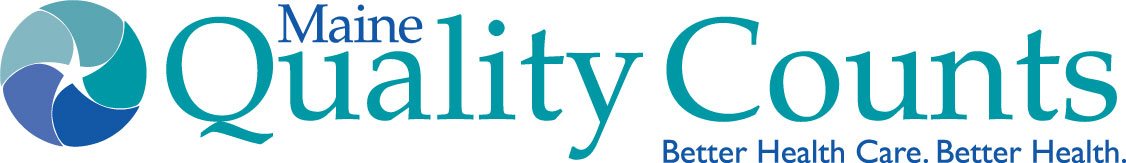 Maine
Quality Counts
Better Health Care. Better Health.